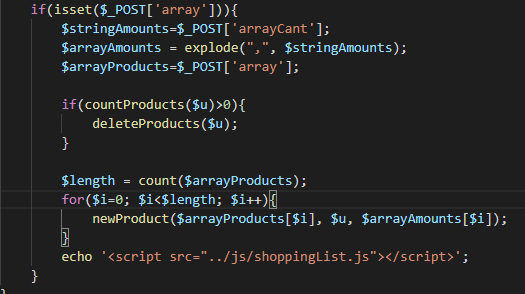 if(isset($_POST['array'])){
$stringAmounts=$_POST['arrayCant'];
$arrayAmounts = explode(",", $stringAmounts);
$arrayProducts=$_POST['array'];
if(countProducts($u)>0){
deleteProducts($u);
}
$length = count($arrayProducts);
for($i=0; $i<$length; $i++){
newProduct($arrayProducts[$i], $u, $arrayAmounts[$i]);
}
echo '<script src="../js/shoppingList.js"></script>';
}
}